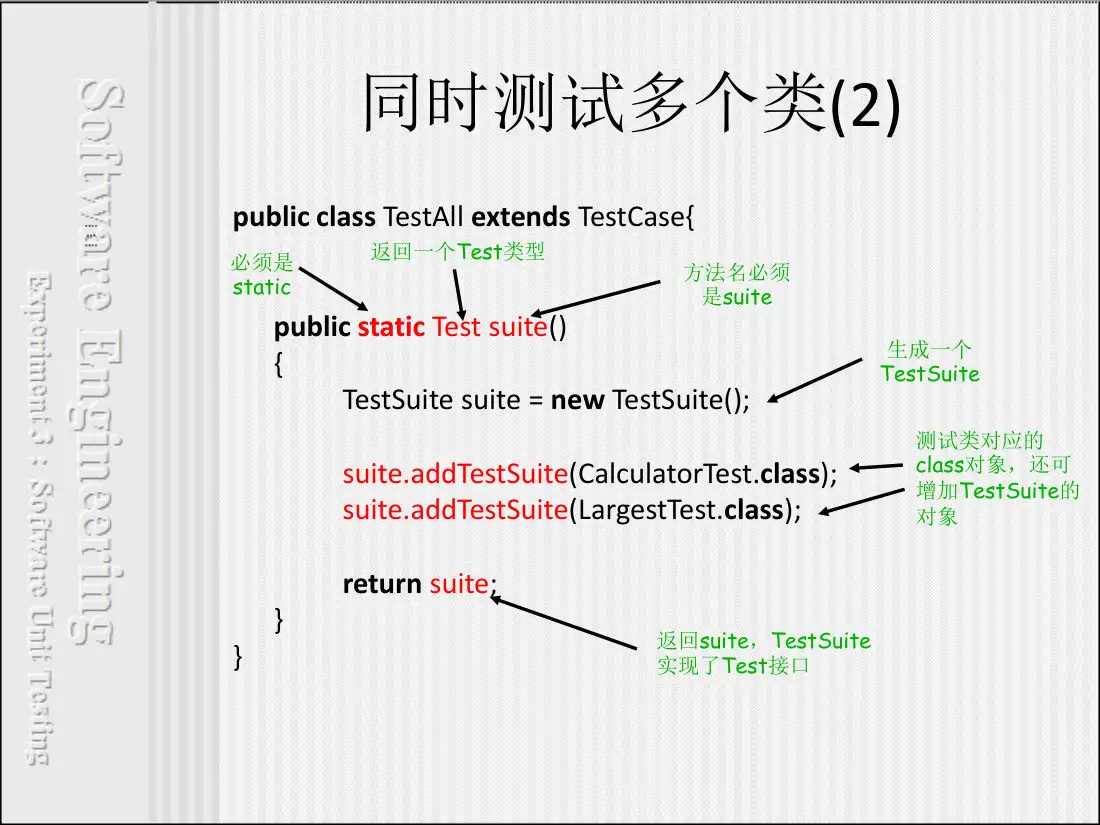 Software Engineering
Experiment 3 : Software Unit Testing
同时测试多个类(2)
public class TestAll extends TestCase{
必须是
static
返回一个Test类型
方法名必须
是suite
public static Test suite()
{
生成一个
TestSuite
TestSuite suite = new TestSuite();
测试类对应的
class对象，还可
增加TestSuite的
对象
suite.addTestSuite(CalculatorTest.class);
suite.addTestSuite(LargestTest.class);
return suite;
}
返回suite，TestSuite
实现了Test接口
}